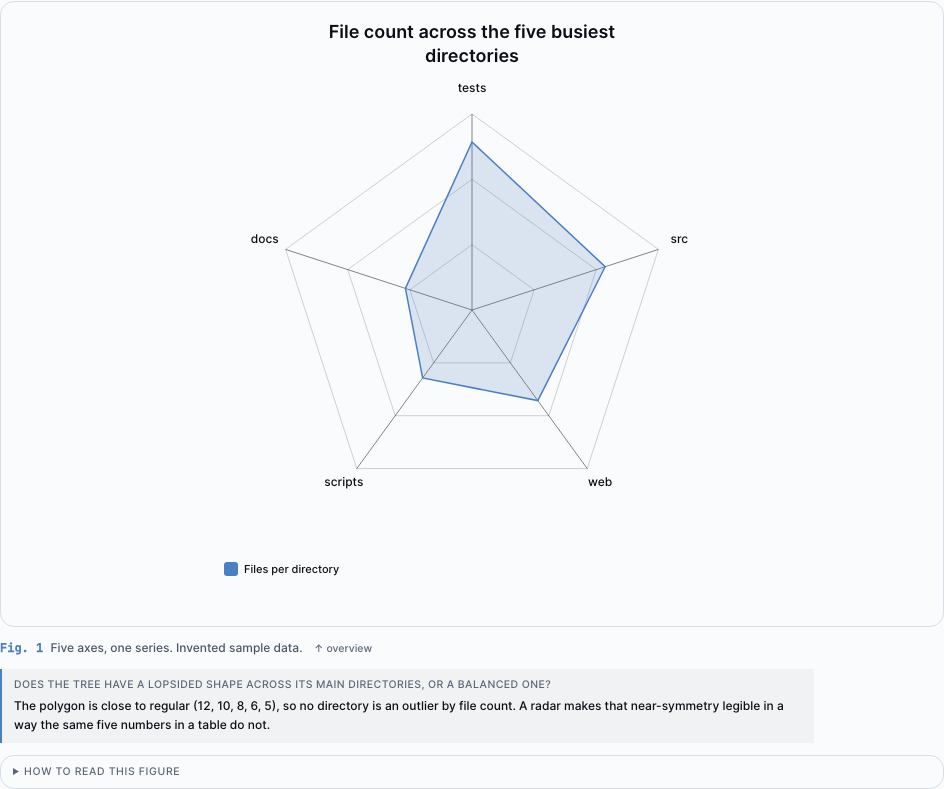 File count across the five busiest
directories
tests
docs
src
scripts
web
Files per directory
Fig. 1 Five axes, one series. Invented sample data. ↑ overview
DOES THE TREE HAVE A LOPSIDED SHAPE ACROSS ITS MAIN DIRECTORIES, OR A BALANCED ONE?
The polygon is close to regular (12, 10, 8, 6, 5), so no directory is an outlier by file count. A radar makes that near-symmetry legible in a
way the same five numbers in a table do not.
▶ HOW TO READ THIS FIGURE